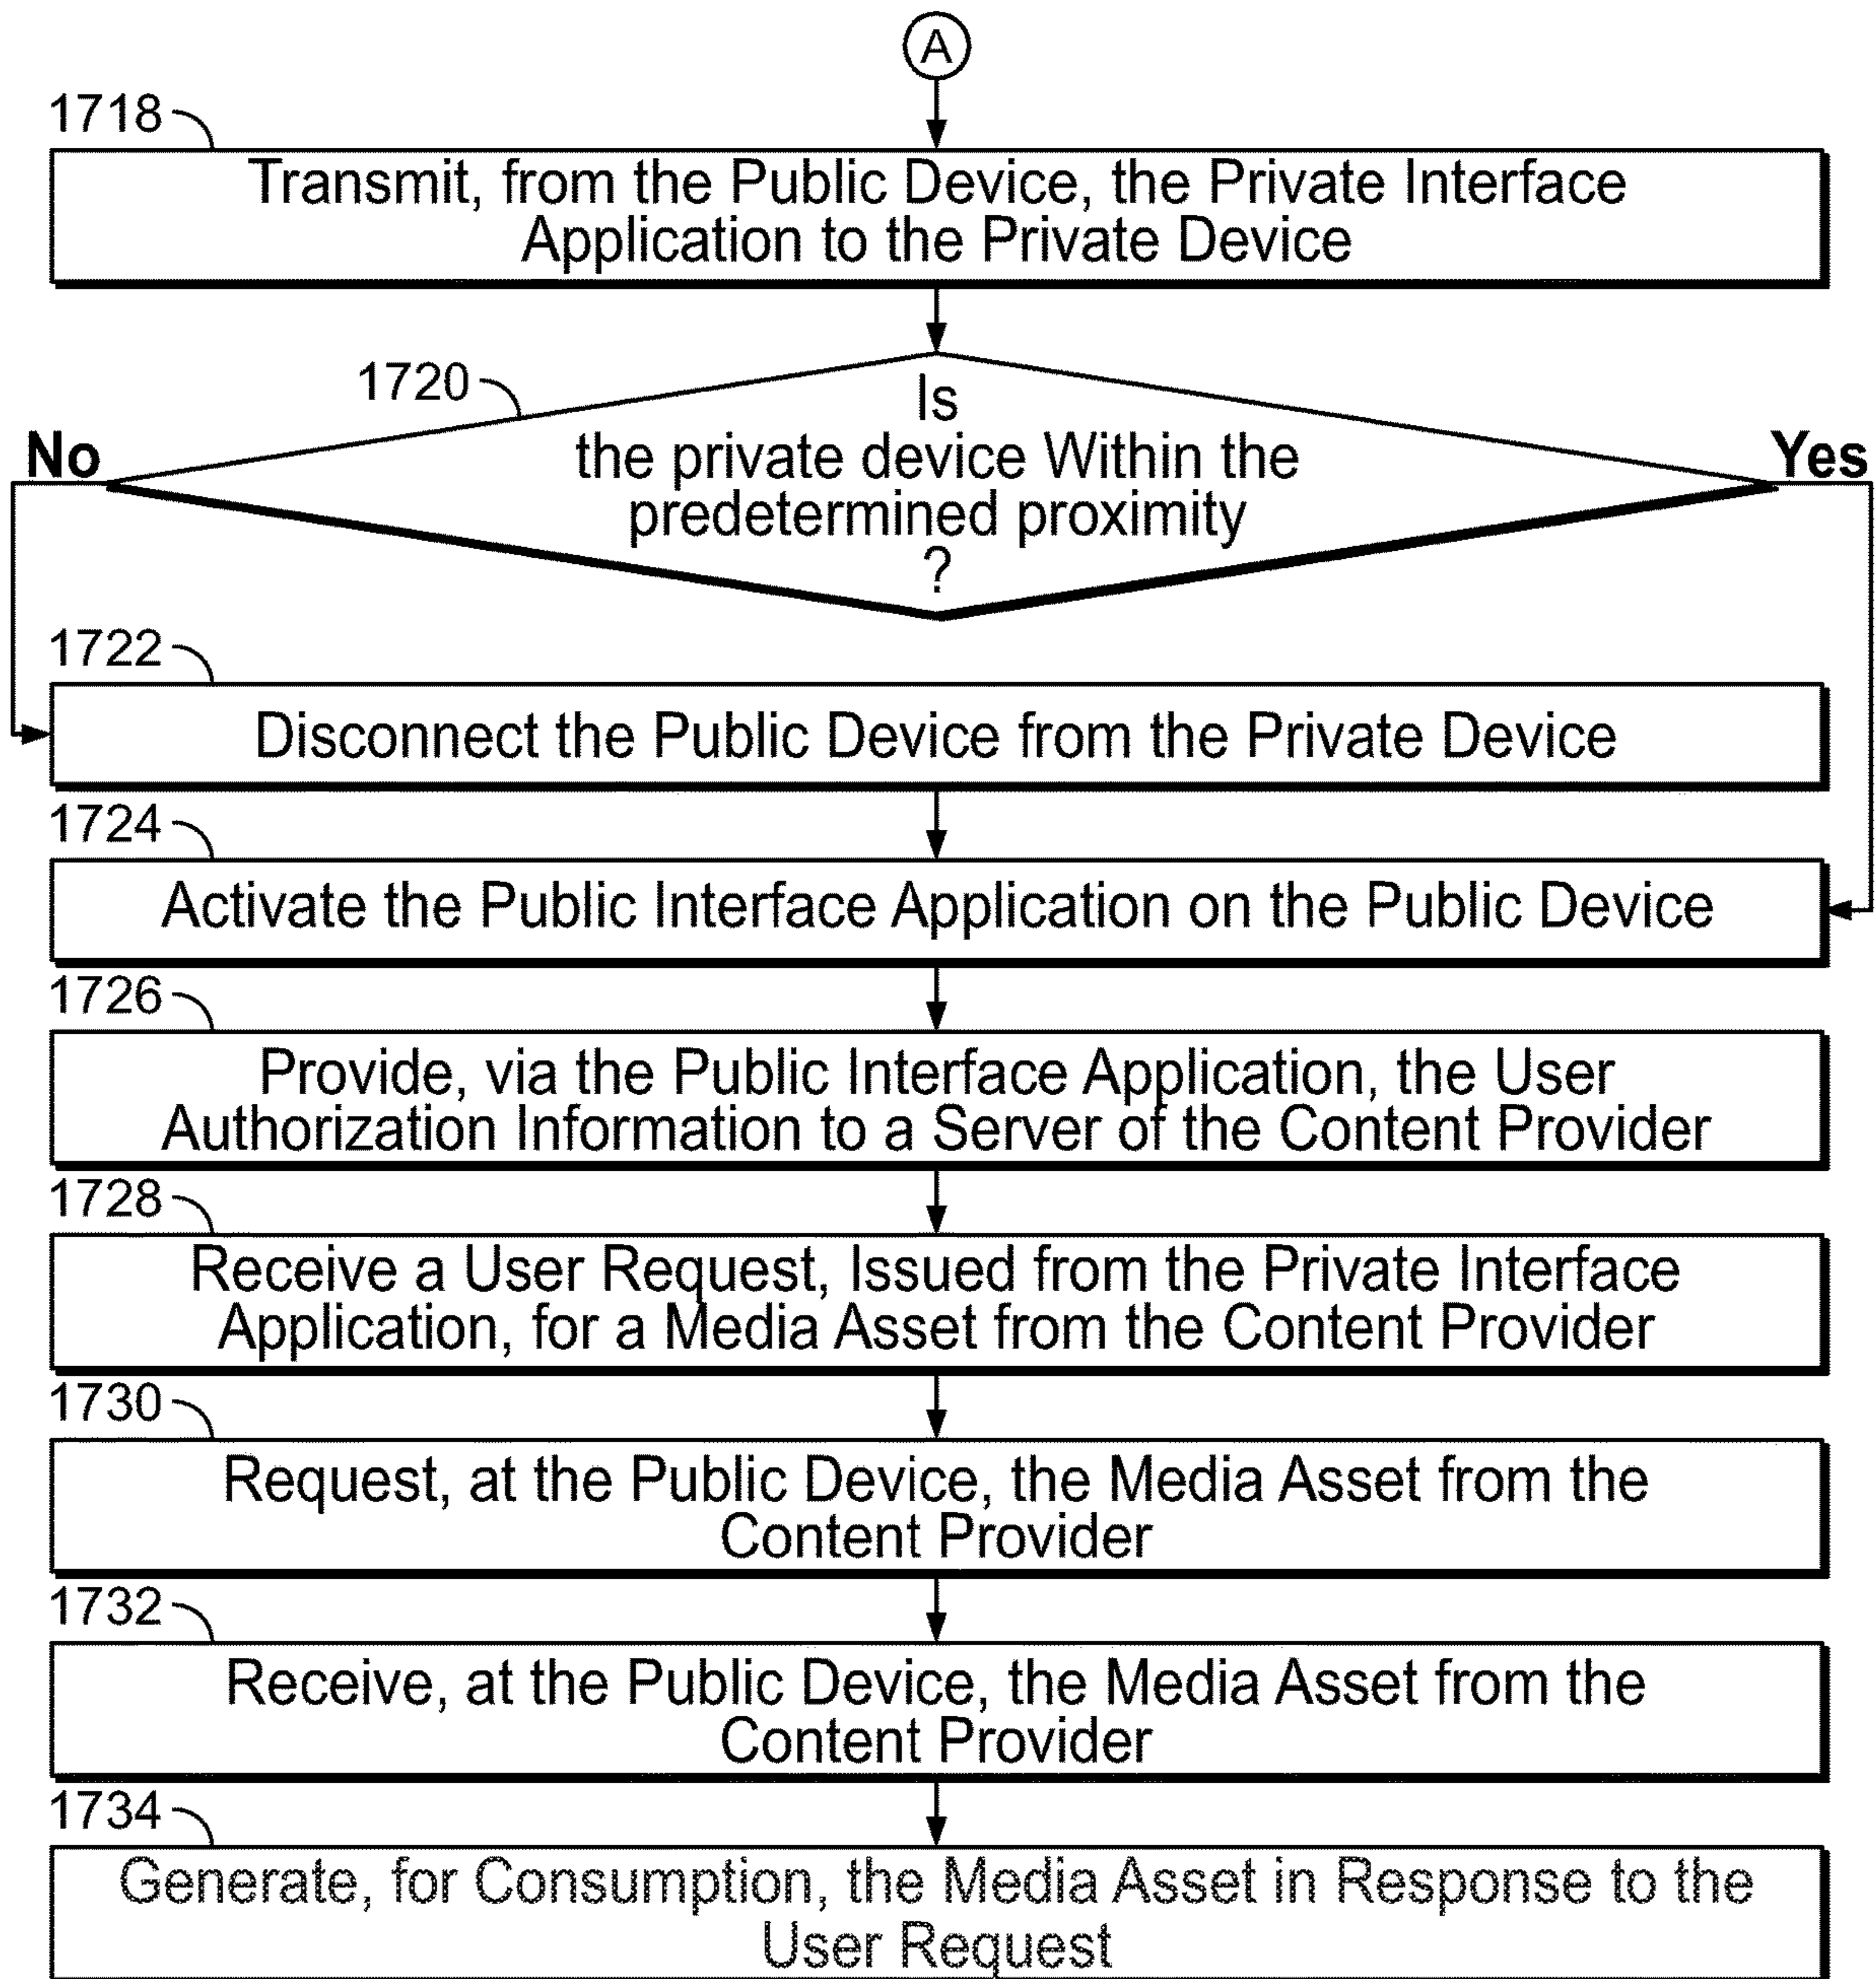 A
1718
Transmit, from the Public Device, the Private Interface
Application to the Private Device
1720
Is
the private device Within the
predetermined proximity
?
No
Yes
1722
Disconnect the Public Device from the Private Device
1724
Activate the Public Interface Application on the Public Device
1726
Provide, via the Public Interface Application, the User
Authorization Information to a Server of the Content Provider
1728
Receive a User Request, Issued from the Private Interface
Application, for a Media Asset from the Content Provider
1730
Request, at the Public Device, the Media Asset from the
Content Provider
1732
Receive, at the Public Device, the Media Asset from the
Content Provider
1734
Generate, for Consumption, the Media Asset in Response to the
User Request